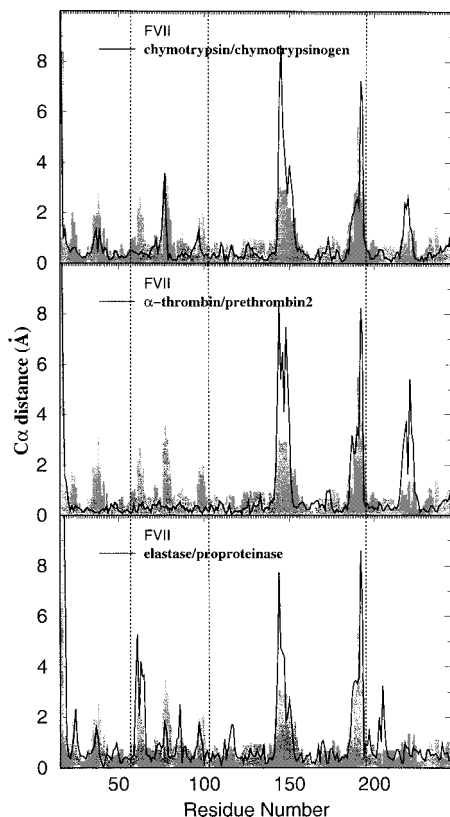 FVII
chymotrypsin/chymotrypsinogen
8
6
4
2
0
FVII
α−thrombin/prethrombin2
8
6
4
2
0
Cα distance (Å)
FVII
elastase/proproteinase
8
6
4
2
0
50 100 150 200
Residue Number